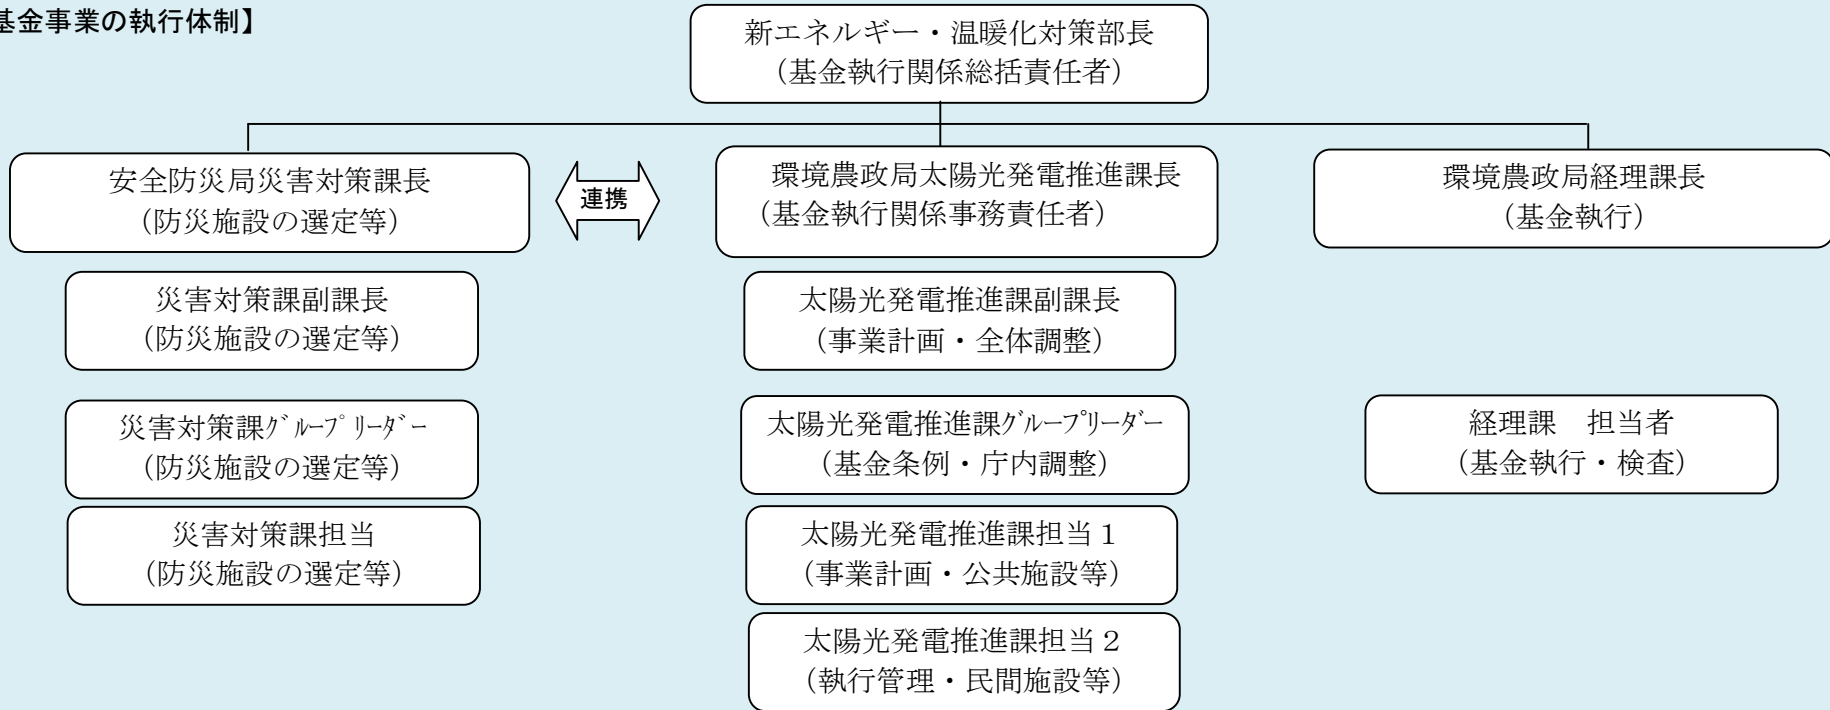 基金事業の執行体制】
新エネルギー・温暖化対策部長
（基金執行関係総括責任者）
安全防災局災害対策課長
（防災施設の選定等）
連携
環境農政局太陽光発電推進課長
（基金執行関係事務責任者）
環境農政局経理課長
（基金執行）
災害対策課副課長
（防災施設の選定等）
太陽光発電推進課副課長
（事業計画・全体調整）
災害対策課ｸﾞﾙｰﾌﾟﾘｰﾀﾞｰ
（防災施設の選定等）
太陽光発電推進課ｸﾞﾙｰﾌﾟﾘｰﾀﾞｰ
（基金条例・庁内調整）
経理課　担当者
（基金執行・検査）
災害対策課担当
（防災施設の選定等）
太陽光発電推進課担当１
（事業計画・公共施設等）
太陽光発電推進課担当２
（執行管理・民間施設等）